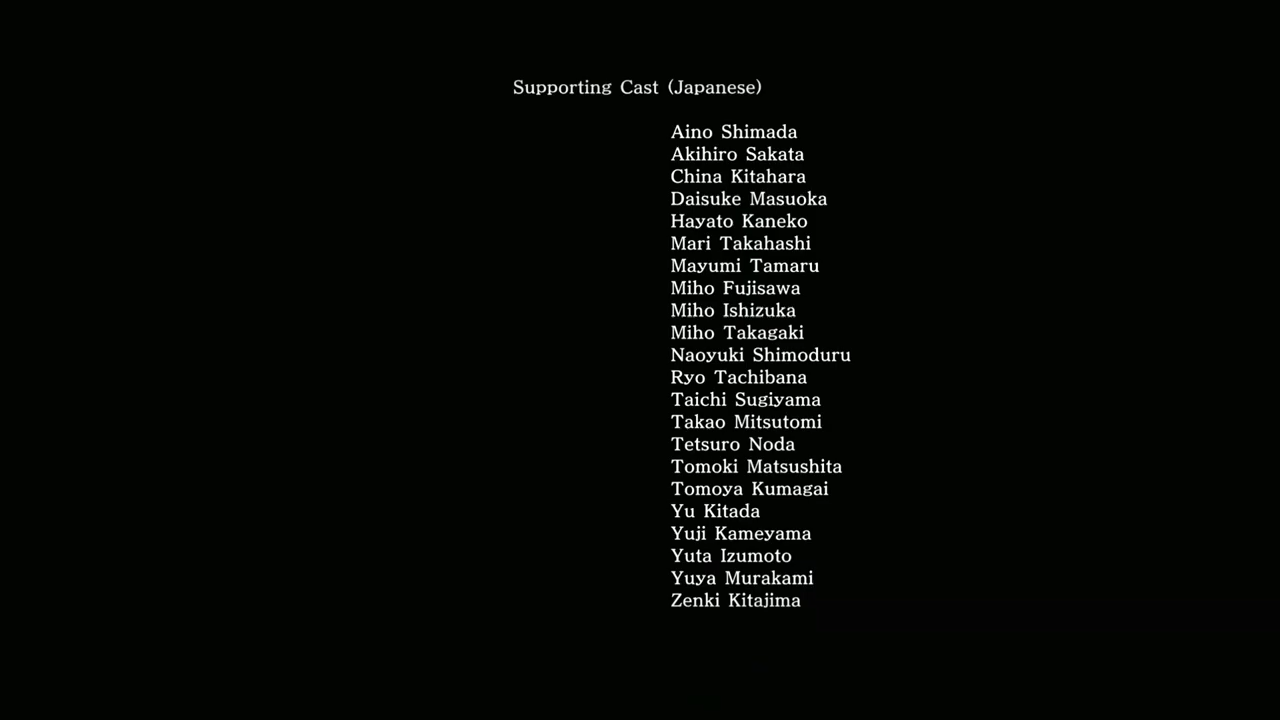 Supporting Cast (Japanese)
Aino Shimada
Akihiro Sakata
China Kitahara
Daisuke Masuoka
Hayato Kaneko
Mari Takahashi
Mayumi Tamaru
Miho Fujisawa
Miho Ishizuka
Miho Takagaki
Naoyuki Shimoduru
Ryo Tachibana
Taichi Sugiyama
Takao Mitsutomi
Tetsuro Noda
Tomoki Matsushita
Tomoya Kumagai
Yu Kitada
Yuji Kameyama
Yuta Izumoto
Yuya Murakami
Zenki Kitajima